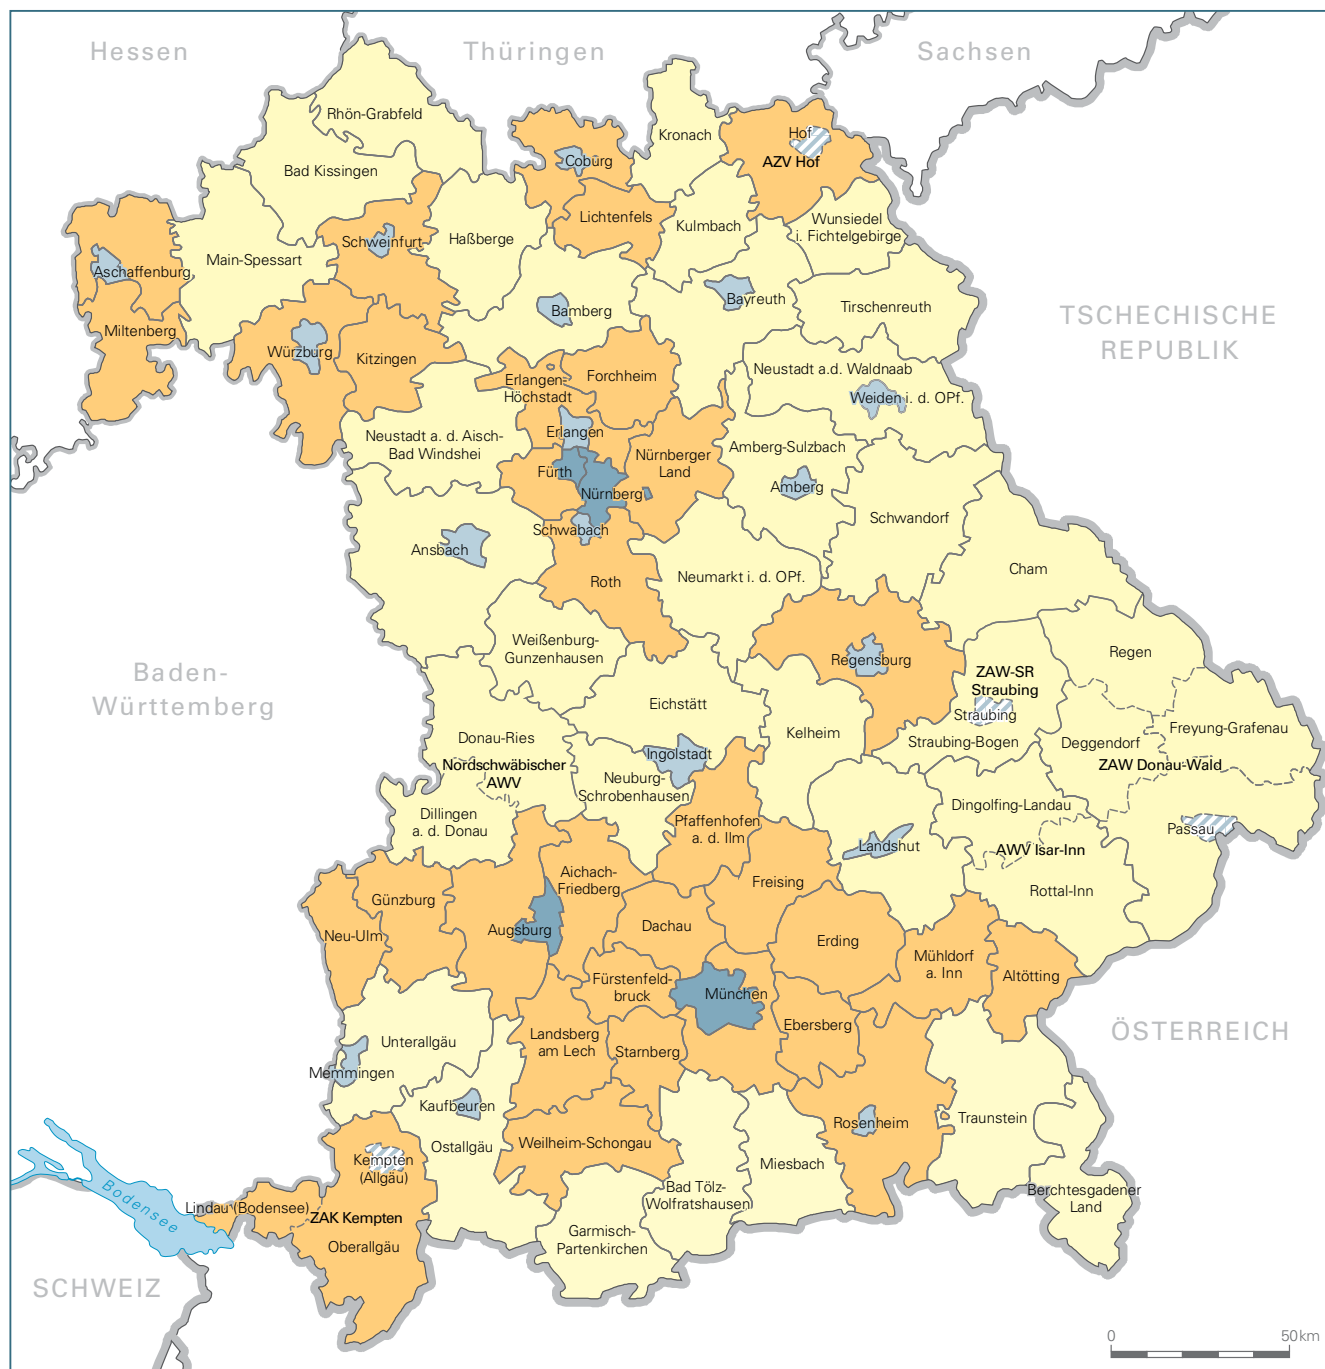 Hessen
Thüringen
Sachsen
Rhön-Grabfeld
Kronach
Hof
AZV Hof
Coburg
Bad Kissingen
Lichtenfels
Kulmbach
Wunsiedel
i. Fichtelgebirge
Schweinfurt
Haßberge
Main-Spessart
Aschaffenburg
Bayreuth
Tirschenreuth
Bamberg
Miltenberg
TSCHECHISCHE
REPUBLIK
Würzburg
Kitzingen
Forchheim
Erlangen-
Höchstadt
Neustadt a.d. Waldnaab
Weiden i. d. OPf.
Neustadt a. d. Aisch-
Bad Windshei
Erlangen
Nürnberger
Land
Amberg-Sulzbach
Fürth
Nürnberg
Amberg
Schwandorf
Schwabach
Ansbach
Roth
Neumarkt i. d. OPf.
Cham
Weißenburg-
Gunzenhausen
Regensburg
Regen
Baden-
Württemberg
ZAW-SR
Straubing
Straubing
Eichstätt
Kelheim
Freyung-Grafenau
Donau-Ries
Straubing-Bogen
Deggendorf
Ingolstadt
Nordschwäbischer
AWV
ZAW Donau-Wald
Neuburg-
Schrobenhausen
Dingolfing-Landau
Dillingen
a. d. Donau
Pfaffenhofen
a. d. Ilm
Passau
Landshut
AWV Isar-Inn
Aichach-
Friedberg
Freising
Rottal-Inn
Günzburg
Neu-Ulm
Augsburg
Dachau
Erding
Mühldorf
a. Inn
Altötting
Fürstenfeld-
bruck
München
Ebersberg
ÖSTERREICH
Landsberg
am Lech
Starnberg
Unterallgäu
Memmingen
Kaufbeuren
Rosenheim
Traunstein
Ostallgäu
Weilheim-Schongau
Miesbach
Kempten
(Allgäu)
Bad Tölz-
Wolfratshausen
Berchtesgadener
Land
Bodensee
Lindau (Bodensee)
ZAK Kempten
Oberallgäu
Garmisch-
Partenkirchen
SCHWEIZ
0
50 km